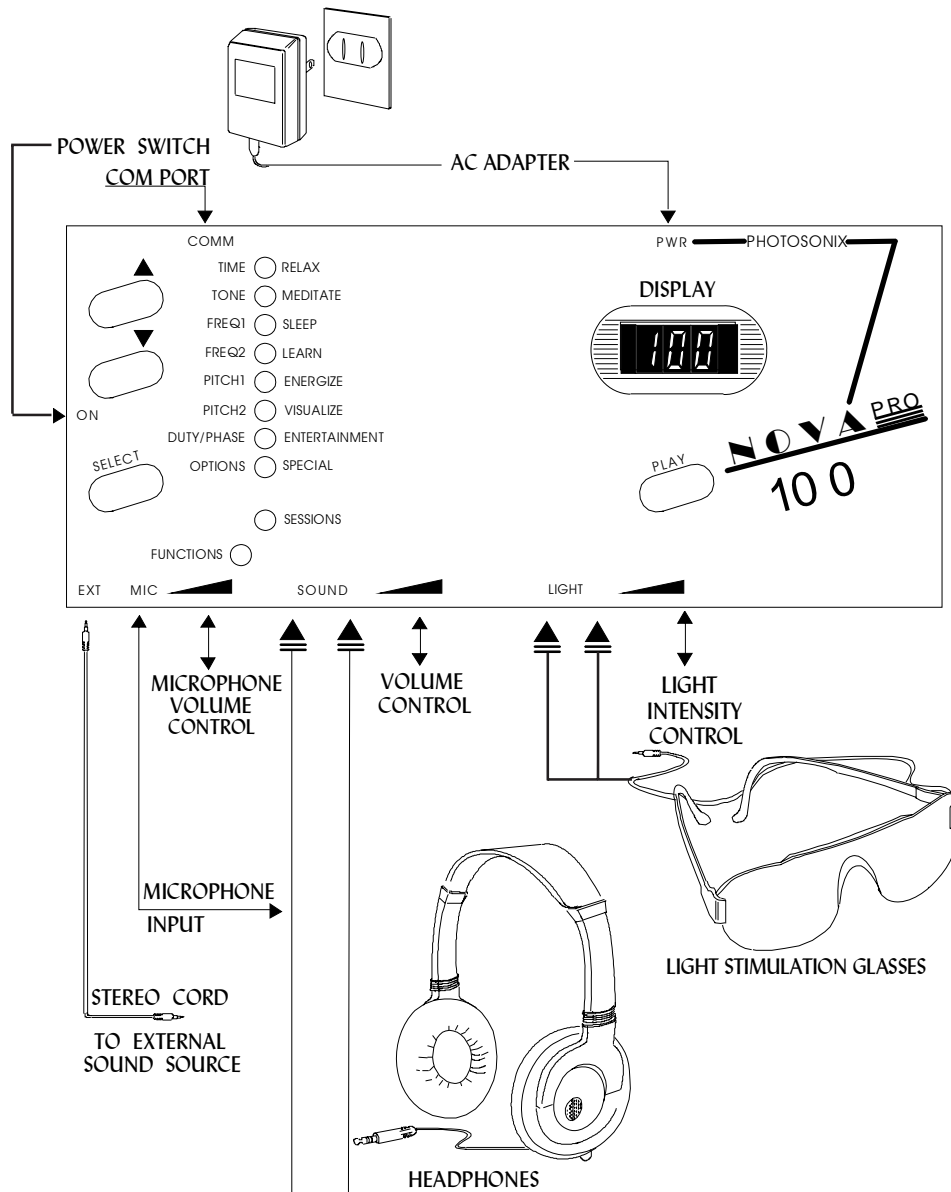 POWER SWITCH
COM PORT
AC ADAPTER
COMM
PWR
PHOTOSONIX
TIME RELAX
TONE MEDITATE
DISPLAY
FREQ1 SLEEP
FREQ2 LEARN
100
PITCH1 ENERGIZE
PITCH2 VISUALIZE
ON
DUTY/PHASE ENTERTAINMENT
NOVA PRO
SELECT
OPTIONS SPECIAL
PLAY
100
SESSIONS
FUNCTIONS
EXT MIC SOUND LIGHT
MICROPHONE
VOLUME
CONTROL
VOLUME
CONTROL
LIGHT
INTENSITY
CONTROL
MICROPHONE
INPUT
LIGHT STIMULATION GLASSES
STEREO CORD
TO EXTERNAL
SOUND SOURCE
HEADPHONES